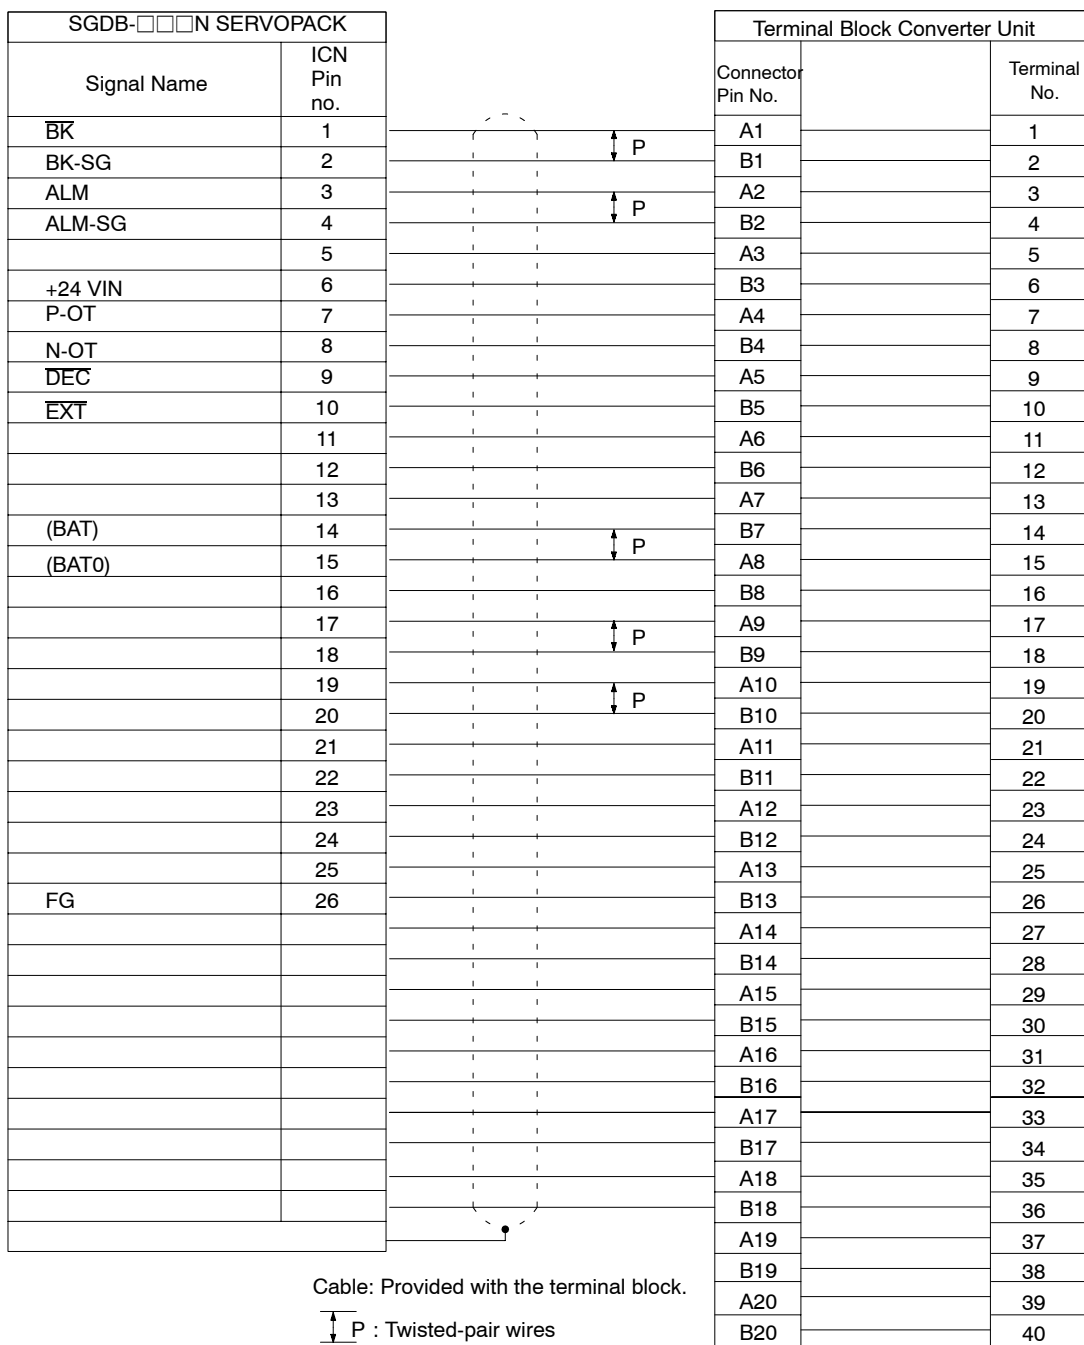 SGDB-□□□N SERVOPACK
Terminal Block Converter Unit
Signal Name
ICN
Pin
no.
Connector
Pin No.
Terminal
No.
B̅K̅ 1 P A1 1
BK-SG 2 B1 2
ALM 3 P A2 3
ALM-SG 4 B2 4
5 A3 5
+24 VIN 6 B3 6
P-OT 7 A4 7
N-OT 8 B4 8
D̅E̅C̅ 9 A5 9
E̅X̅T̅ 10 B5 10
11 A6 11
12 B6 12
13 A7 13
(BAT) 14 P B7 14
(BAT0) 15 A8 15
16 B8 16
17 P A9 17
18 B9 18
19 P A10 19
20 B10 20
21 A11 21
22 B11 22
23 A12 23
24 B12 24
25 A13 25
FG 26 B13 26
A14 27
B14 28
A15 29
B15 30
A16 31
B16 32
A17 33
B17 34
A18 35
B18 36
A19 37
B19 38
A20 39
B20 40
Cable: Provided with the terminal block.
P : Twisted-pair wires